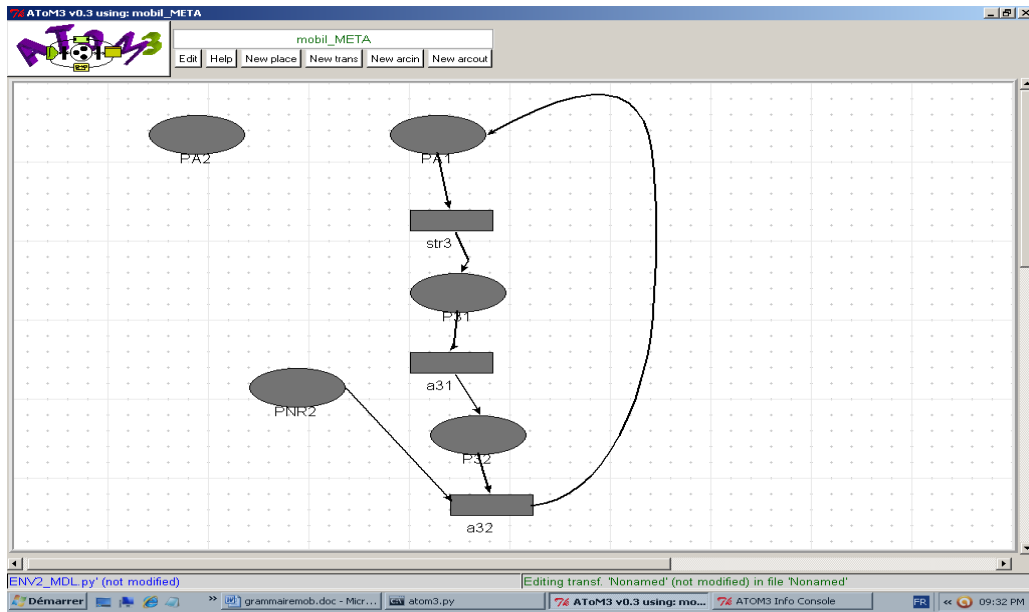 AToM3 v0.3 using: mobil_META
AToM3
mobil_META
Edit Help New place New trans New arcin New arcout
PA2
PA1
str3
P31
a31
PNR2
P32
a32
ENV2_MDL.py' (not modified)
Editing transf. 'Nonamed' (not modified) in file 'Nonamed'
Démarrer » grammairemob.doc - Micr... atom3.py AToM3 v0.3 using: mo... AToM3 Info Console FR « 09:32 PM